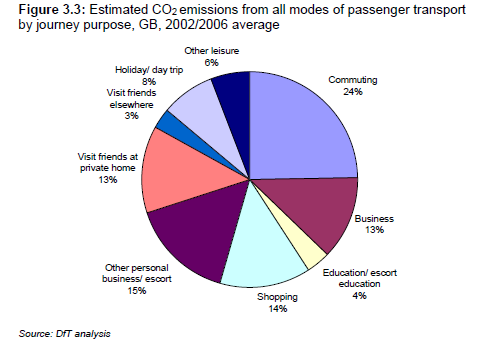 Figure 3.3: Estimated CO2 emissions from all modes of passenger transport
by journey purpose, GB, 2002/2006 average
Other leisure
6%
Holiday/ day trip
8%
Visit friends
elsewhere
3%
Commuting
24%
Visit friends at
private home
13%
Business
13%
Other personal
business/ escort
15%
Education/ escort
education
4%
Shopping
14%
Source: DfT analysis